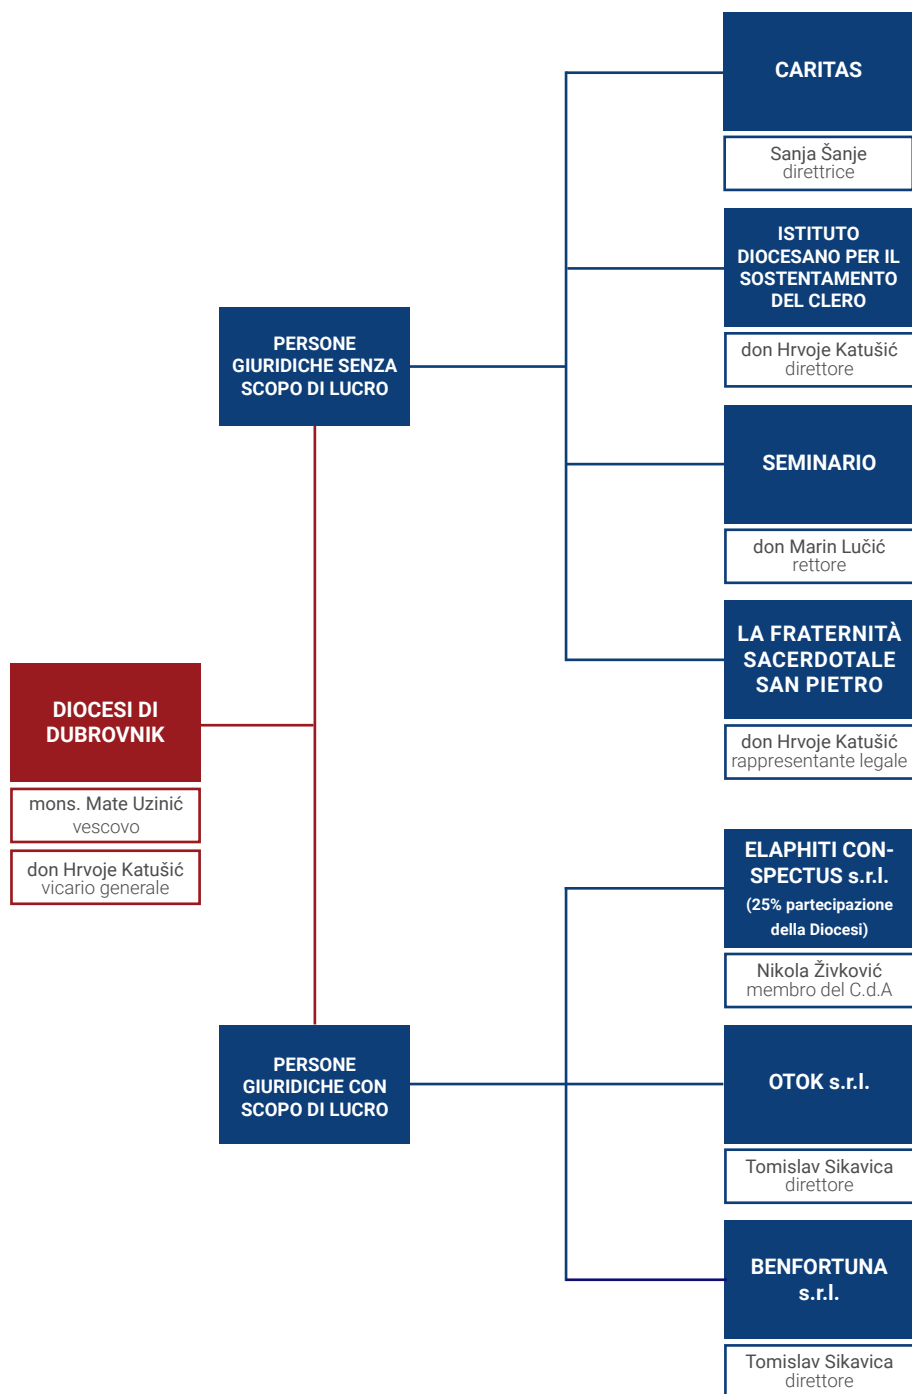 CARITAS
Sanja Šanje
direttrice
ISTITUTO
DIOCESANO PER IL
SOSTENTAMENTO
DEL CLERO
don Hrvoje Katušić
direttore
PERSONE
GIURIDICHE SENZA
SCOPO DI LUCRO
SEMINARIO
don Marin Lučić
rettore
LA FRATERNITÀ
SACERDOTALE
SAN PIETRO
don Hrvoje Katušić
rappresentante legale
DIOCESI DI
DUBROVNIK
mons. Mate Uzinić
vescovo
don Hrvoje Katušić
vicario generale
ELAPHITI CON-
SPECTUS s.r.l.
(25% partecipazione
della Diocesi)
Nikola Živković
membro del C.d.A
PERSONE
GIURIDICHE CON
SCOPO DI LUCRO
OTOK s.r.l.
Tomislav Sikavica
direttore
BENFORTUNA
s.r.l.
Tomislav Sikavica
direttore